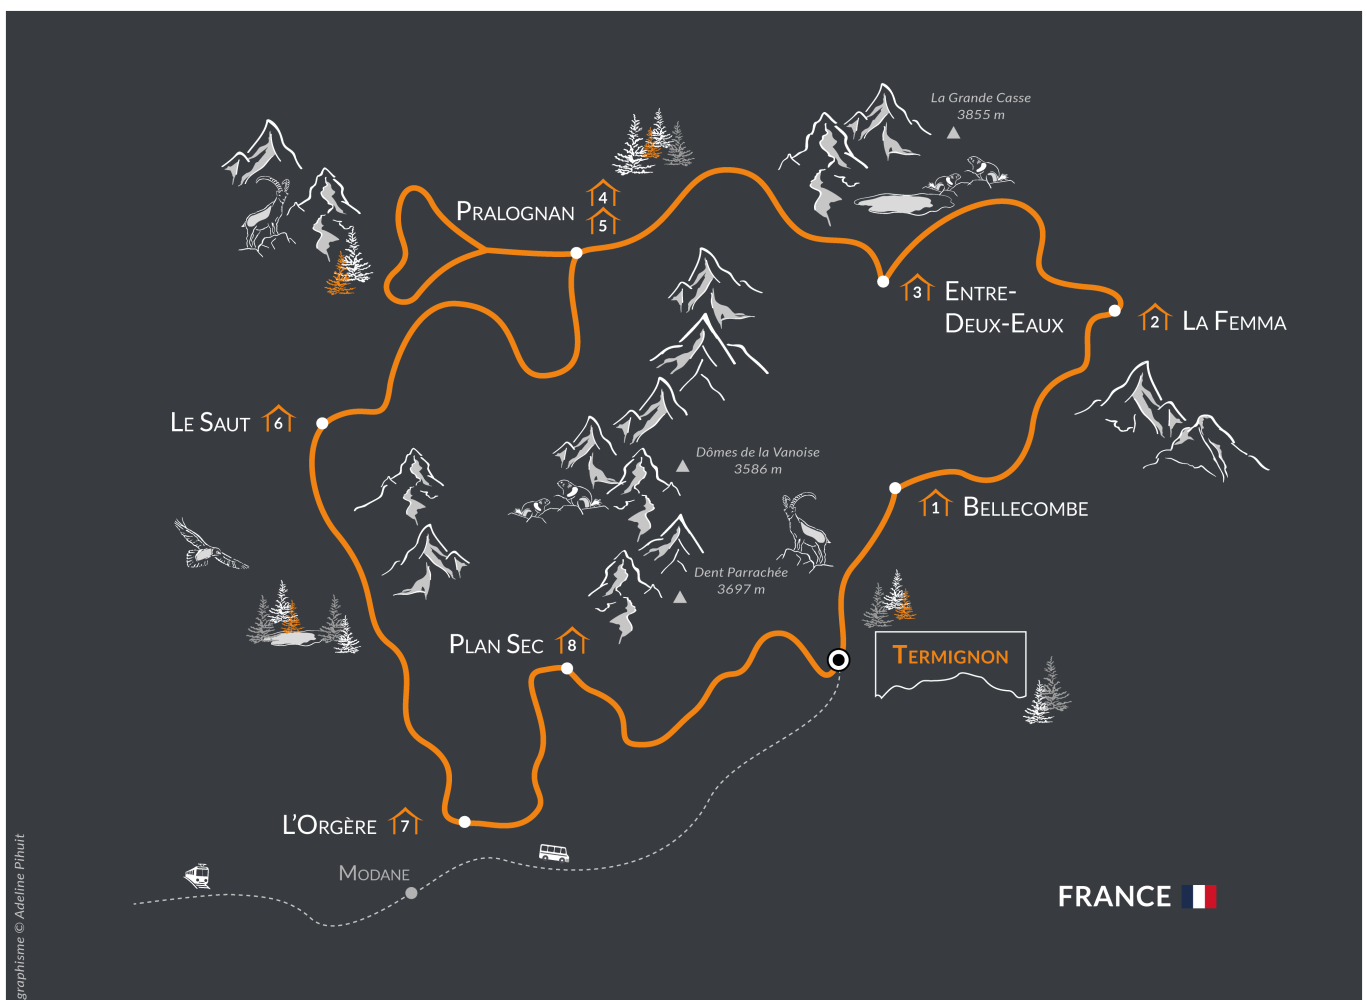 La Grande Casse
3855 m
4
PRALOGNAN
5
3
ENTRE-
DEUX-EAUX
2
LA FEMMA
LE SAUT
6
Dômes de la Vanoise
3586 m
1
BELLECOMBE
Dent Parrachée
3697 m
PLAN SEC
8
TERMIGNON
L'ORGÈRE
7
MODANE
FRANCE
graphisme © Adeline Pihuit